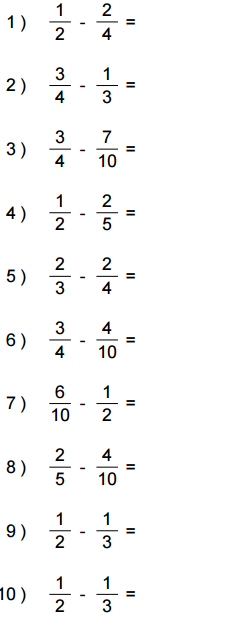 1) 1/2 - 2/4 =
2) 3/4 - 1/3 =
3) 3/4 - 7/10 =
4) 1/2 - 2/5 =
5) 2/3 - 2/4 =
6) 3/4 - 4/10 =
7) 6/10 - 1/2 =
8) 2/5 - 4/10 =
9) 1/2 - 1/3 =
10) 1/2 - 1/3 =